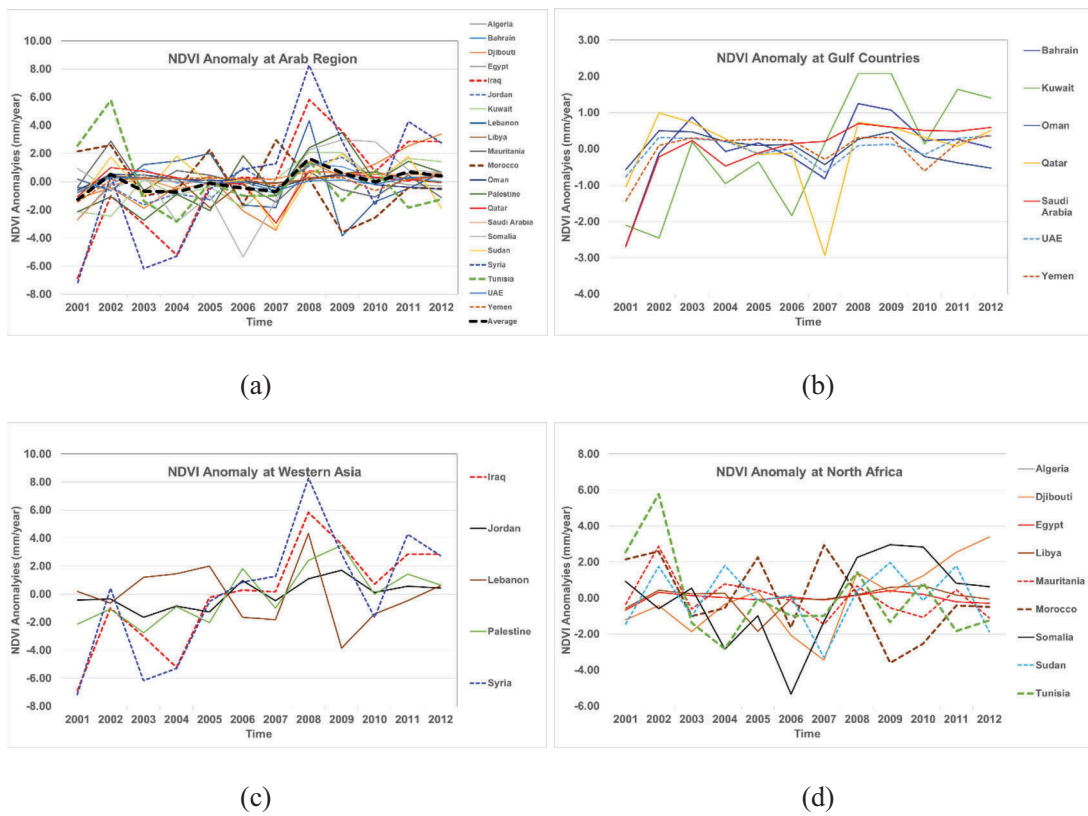 NDVI Anomaly at Arab Region
NDVI Anomalyies (mm/year)
10.00
8.00
6.00
4.00
2.00
0.00
-2.00
-4.00
-6.00
-8.00
2001 2002 2003 2004 2005 2006 2007 2008 2009 2010 2011 2012
Time
Algeria
Bahrain
Djibouti
Egypt
Iraq
Jordan
Kuwait
Lebanon
Libya
Mauritania
Morocco
Oman
Palestino
Qatar
Saudi Arabia
Somalia
Sudan
Syria
Tunisia
UAE
Yemen
Average
(a)
NDVI Anomaly at Gulf Countries
NDVI Anomalyies (mm/year)
3.00
2.00
1.00
0.00
-1.00
-2.00
-3.00
-4.00
2001 2002 2003 2004 2005 2006 2007 2008 2009 2010 2011 2012
Time
Bahrain
Kuwait
Oman
Qatar
Saudi
Arabia
UAE
Yemen
(b)
NDVI Anomaly at Western Asia
NDVI Anomalyies (mm/year)
10.00
8.00
6.00
4.00
2.00
0.00
-2.00
-4.00
-6.00
-8.00
2001 2002 2003 2004 2005 2006 2007 2008 2009 2010 2011 2012
Time
Iraq
Jordan
Lebanon
Palestine
Syria
(c)
NDVI Anomaly at North Africa
NDVI Anomalyies (mm/year)
8.00
6.00
4.00
2.00
0.00
-2.00
-4.00
-6.00
2001 2002 2003 2004 2005 2006 2007 2008 2009 2010 2011 2012
Time
Algeria
Djibouti
Egypt
Libya
Mauritania
Morocco
Somalia
Sudan
Tunisia
(d)